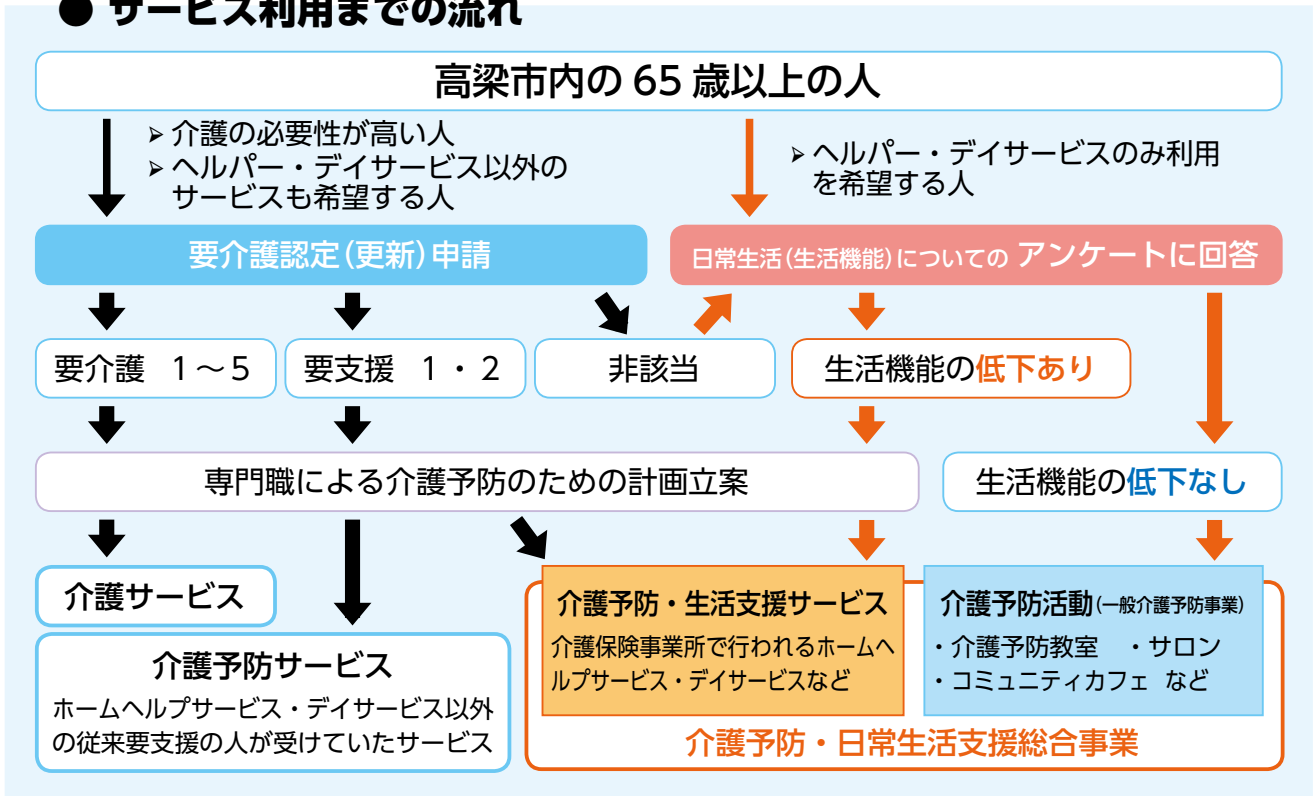 ● サービス利用までの流れ
高梁市内の 65 歳以上の人
➢ 介護の必要性が高い人
➢ ヘルパー・デイサービス以外の
サービスも希望する人
➢ ヘルパー・デイサービスのみ利用
を希望する人
要介護認定(更新)申請
日常生活(生活機能)についての アンケートに回答
要介護 1～5
要支援 1・2
非該当
生活機能の低下あり
専門職による介護予防のための計画立案
生活機能の低下なし
介護サービス
介護予防サービス
ホームヘルプサービス・デイサービス以外
の従来要支援の人が受けていたサービス
介護予防・生活支援サービス
介護保険事業所で行われるホームヘ
ルプサービス・デイサービスなど
介護予防活動(一般介護予防事業)
・介護予防教室 ・サロン
・コミュニティカフェ など
介護予防・日常生活支援総合事業